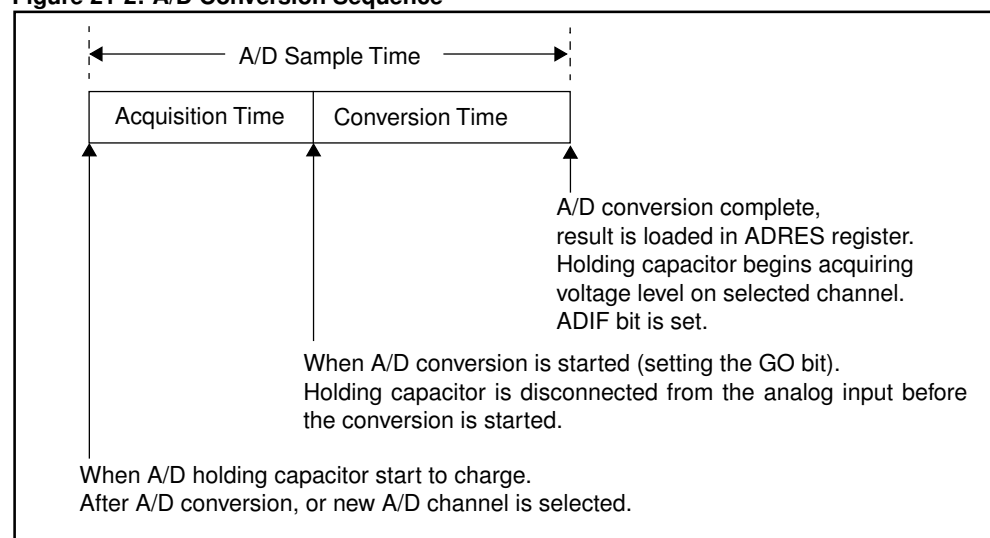 Figure 21-2: A/D Conversion Sequence
A/D Sample Time
Acquisition Time
Conversion Time
A/D conversion complete,
result is loaded in ADRES register.
Holding capacitor begins acquiring
voltage level on selected channel.
ADIF bit is set.
When A/D conversion is started (setting the GO bit).
Holding capacitor is disconnected from the analog input before
the conversion is started.
When A/D holding capacitor start to charge.
After A/D conversion, or new A/D channel is selected.